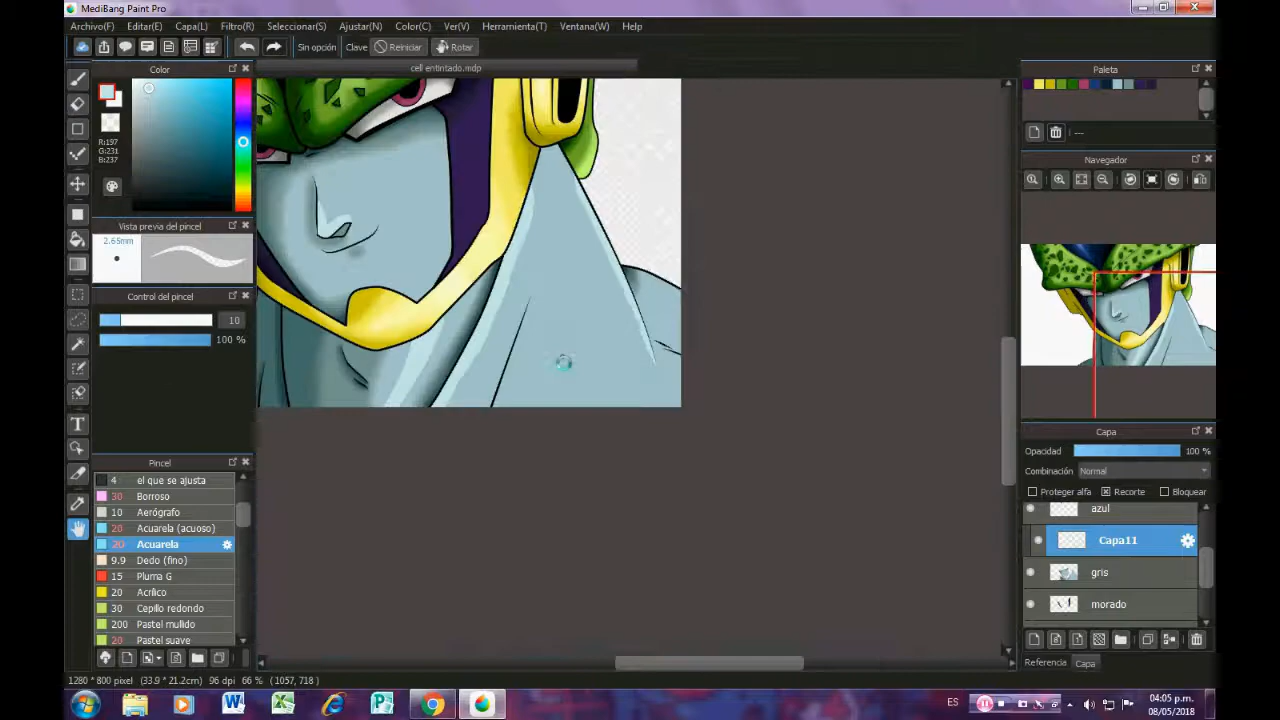 MediBang Paint Pro
Archivo(F) Editar(E) Capa(L) Filtro(R) Seleccionar(S) Ajustar(N) Color(C) Ver(V) Herramienta(T) Ventana(W) Help
Sin opción Clave Reiniciar Rotar
Color
cell entintado.mdp
Paleta
R:197
G:231
B:237
---
Navegador
Vista previa del pincel
2.65mm
Control del pincel
10
100 %
Capa
Opacidad 100 %
Combinación Normal
Proteger alfa Recorte Bloquear
azul
Capa11
gris
morado
Pincel
4 el que se ajusta
30 Borroso
10 Aerógrafo
20 Acuarela (acuoso)
20 Acuarela
9.9 Dedo (fino)
15 Pluma G
20 Acrílico
30 Cepillo redondo
200 Pastel mullido
20 Pastel suave
Referencia Capa
1280 * 800 pixel (33.9 * 21.2cm) 96 dpi 66 % (1057, 718)
ES
04:05 p.m.
08/05/2018